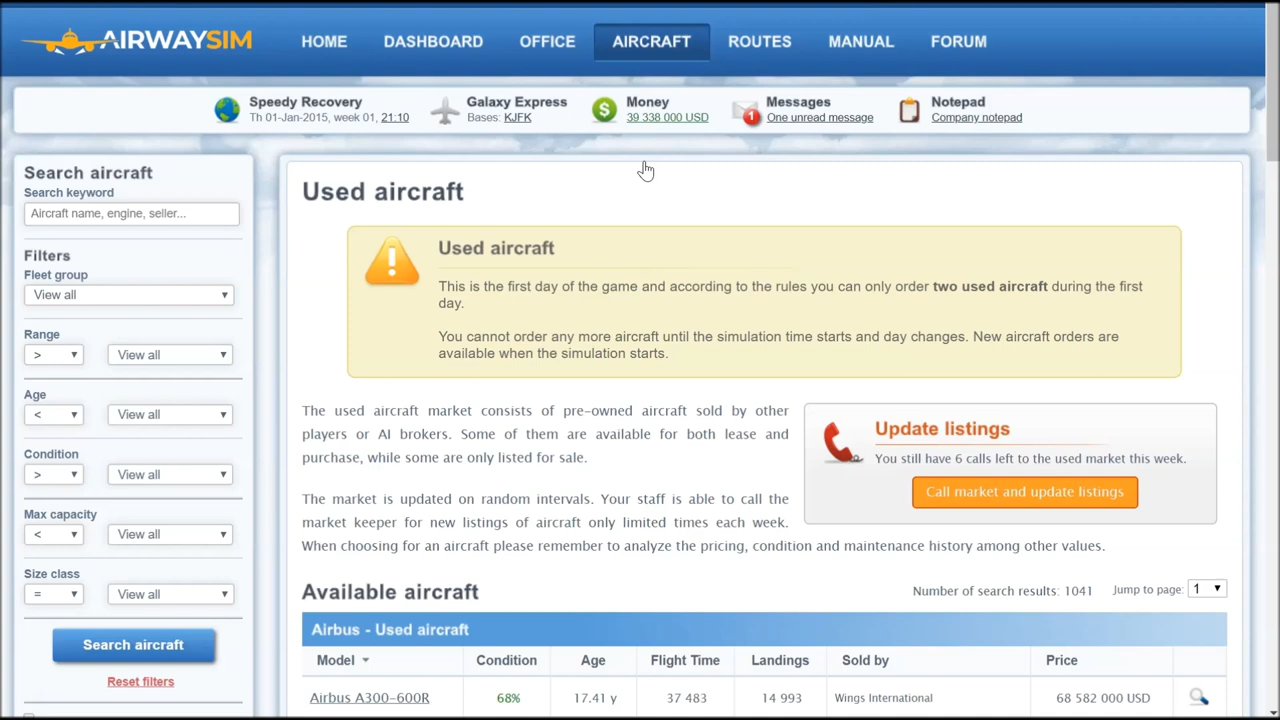 AIRWAYSIM
HOME DASHBOARD OFFICE AIRCRAFT ROUTES MANUAL FORUM
Speedy Recovery
Th 01-Jan-2015, week 01, 21:10
Galaxy Express
Bases: KJFK
Money
39 338 000 USD
1
Messages
One unread message
Notepad
Company notepad
Search aircraft
Search keyword
Aircraft name, engine, seller...
Filters
Fleet group
View all
Range
> View all
Age
< View all
Condition
> View all
Max capacity
< View all
Size class
= View all
Search aircraft
Reset filters
Used aircraft
Used aircraft
This is the first day of the game and according to the rules you can only order two used aircraft during the first
day.
You cannot order any more aircraft until the simulation time starts and day changes. New aircraft orders are
available when the simulation starts.
The used aircraft market consists of pre-owned aircraft sold by other
players or AI brokers. Some of them are available for both lease and
purchase, while some are only listed for sale.
The market is updated on random intervals. Your staff is able to call the
market keeper for new listings of aircraft only limited times each week.
When choosing for an aircraft please remember to analyze the pricing, condition and maintenance history among other values.
Update listings
You still have 6 calls left to the used market this week.
Call market and update listings
Available aircraft
Number of search results: 1041 Jump to page: 1
Airbus - Used aircraft
Model Condition Age Flight Time Landings Sold by Price
Airbus A300-600R 68% 17.41 y 37 483 14 993 Wings International 68 582 000 USD